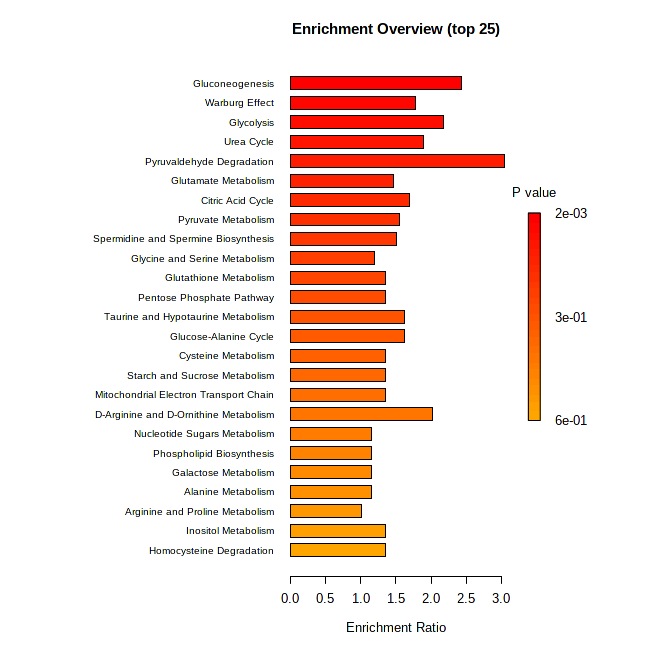 Enrichment Overview (top 25)
Gluconeogenesis
Warburg Effect
Glycolysis
Urea Cycle
Pyruvaldehyde Degradation
Glutamate Metabolism
Citric Acid Cycle
Pyruvate Metabolism
Spermidine and Spermine Biosynthesis
Glycine and Serine Metabolism
Glutathione Metabolism
Pentose Phosphate Pathway
Taurine and Hypotaurine Metabolism
Glucose-Alanine Cycle
Cysteine Metabolism
Starch and Sucrose Metabolism
Mitochondrial Electron Transport Chain
D-Arginine and D-Ornithine Metabolism
Nucleotide Sugars Metabolism
Phospholipid Biosynthesis
Galactose Metabolism
Alanine Metabolism
Arginine and Proline Metabolism
Inositol Metabolism
Homocysteine Degradation
0.0 0.5 1.0 1.5 2.0 2.5 3.0
Enrichment Ratio
P value
2e-03
3e-01
6e-01